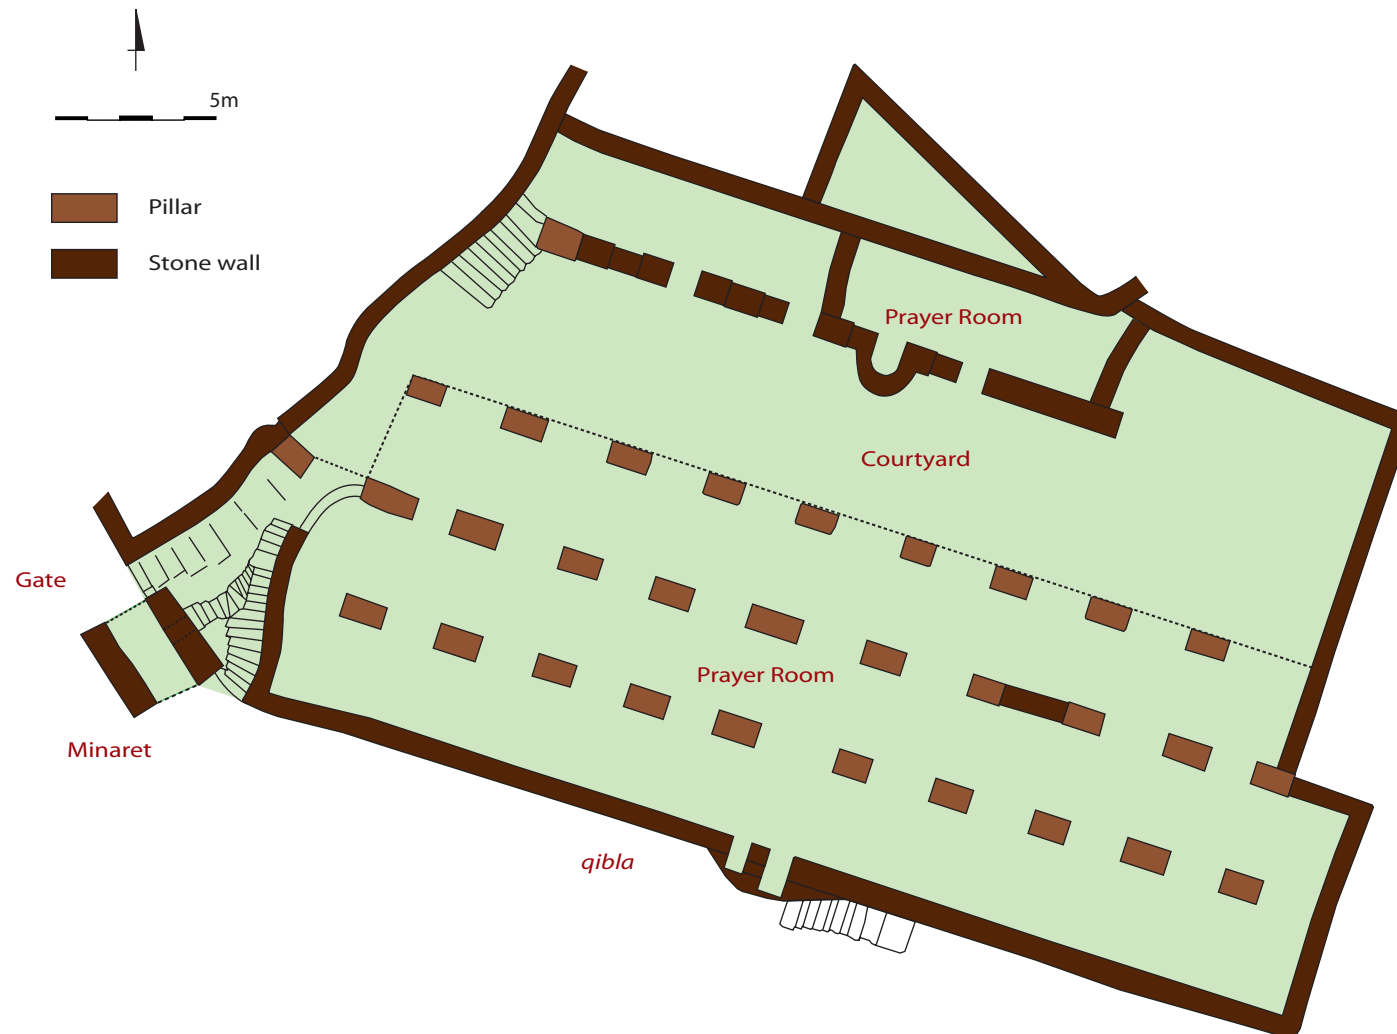 5m
Pillar
Stone wall
Prayer Room
Courtyard
Gate
Prayer Room
Minaret
qibla